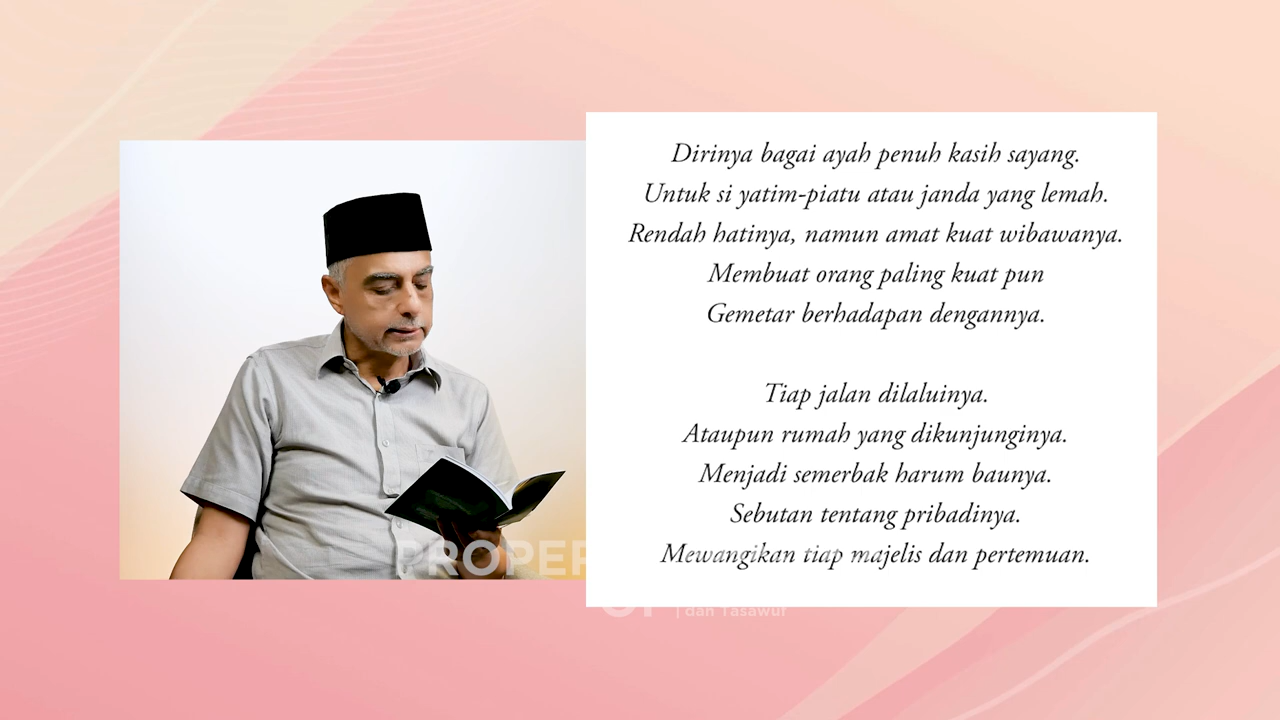 Dirinya bagai ayah penuh kasih sayang.
Untuk si yatim-piatu atau janda yang lemah.
Rendah hatinya, namun amat kuat wibawanya.
Membuat orang paling kuat pun
Gemetar berhadapan dengannya.
Tiap jalan dilaluinya.
Ataupun rumah yang dikunjunginya.
Menjadi semerbak harum baunya.
Sebutan tentang pribadinya.
Mewangikan tiap majelis dan pertemuan.
dan Tasawuf